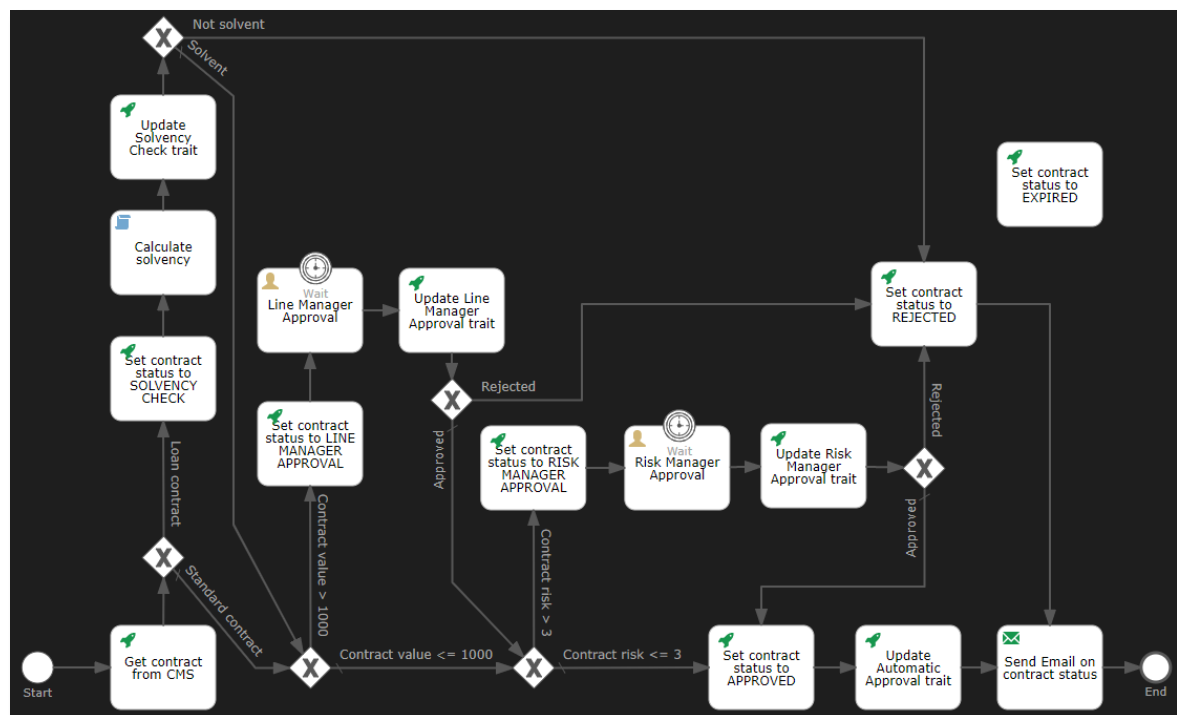 Not solvent
Solvent
Update
Solvency
Check trait
Set contract
status to
EXPIRED
Calculate
solvency
Wait
Line Manager
Approval
Update Line
Manager
Approval trait
Set contract
status to
REJECTED
Set contract
status to
SOLVENCY
CHECK
Rejected
Rejected
Set contract
status to LINE
MANAGER
APPROVAL
Approved
Set contract
status to RISK
MANAGER
APPROVAL
Wait
Risk Manager
Approval
Update Risk
Manager
Approval trait
Loan contract
Contract value > 1000
Contract risk > 3
Approved
Standard contract
Start
Get contract
from CMS
Contract value <= 1000
Contract risk <= 3
Set contract
status to
APPROVED
Update
Automatic
Approval trait
Send Email on
contract status
End